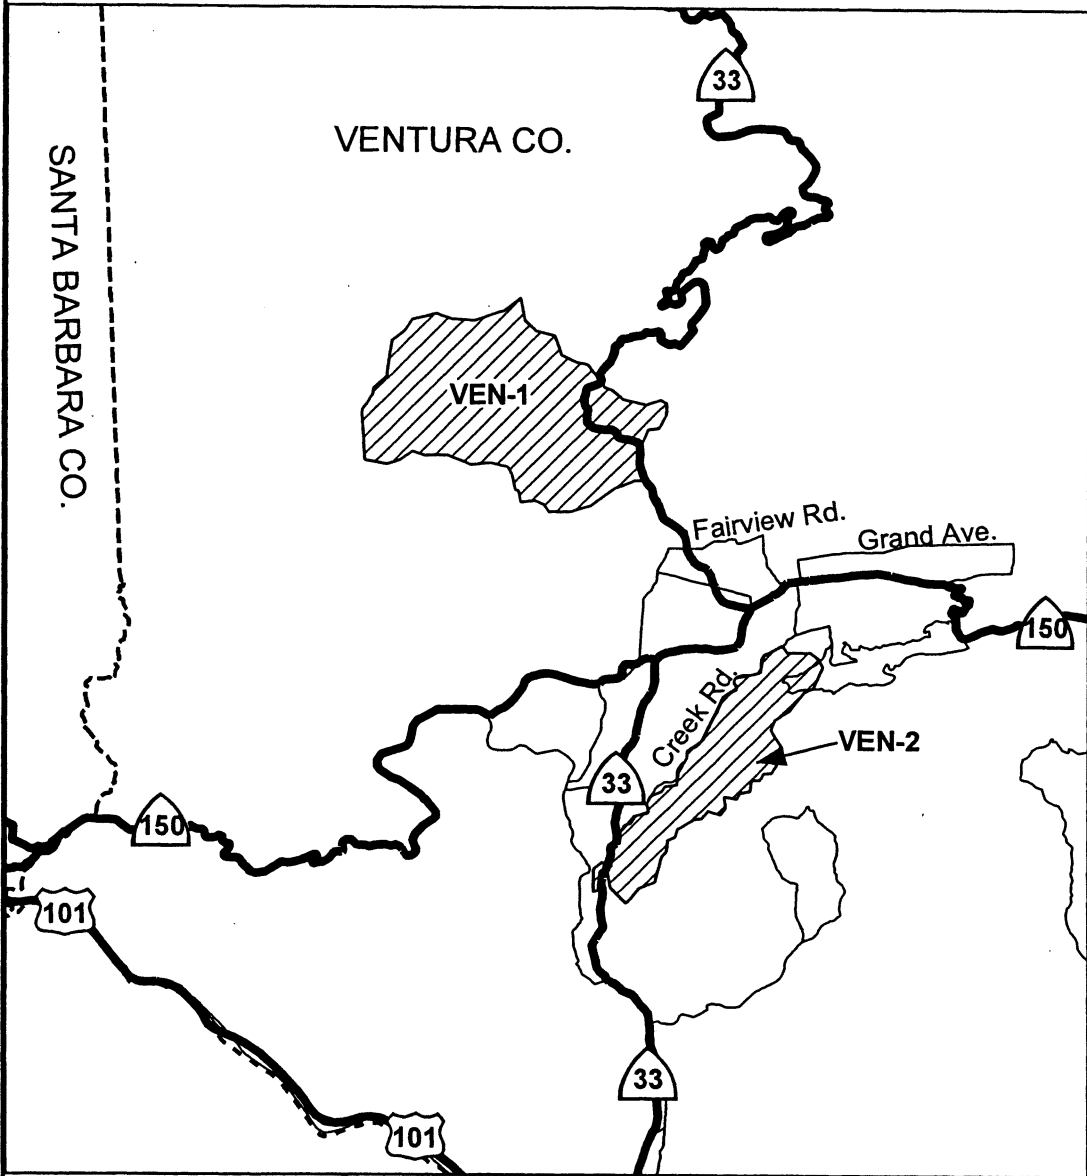 33
VENTURA CO.
SANTA BARBARA CO.
VEN-1
Fairview Rd.
Grand Ave.
150
Creek Rd.
VEN-2
33
150
101
33
101